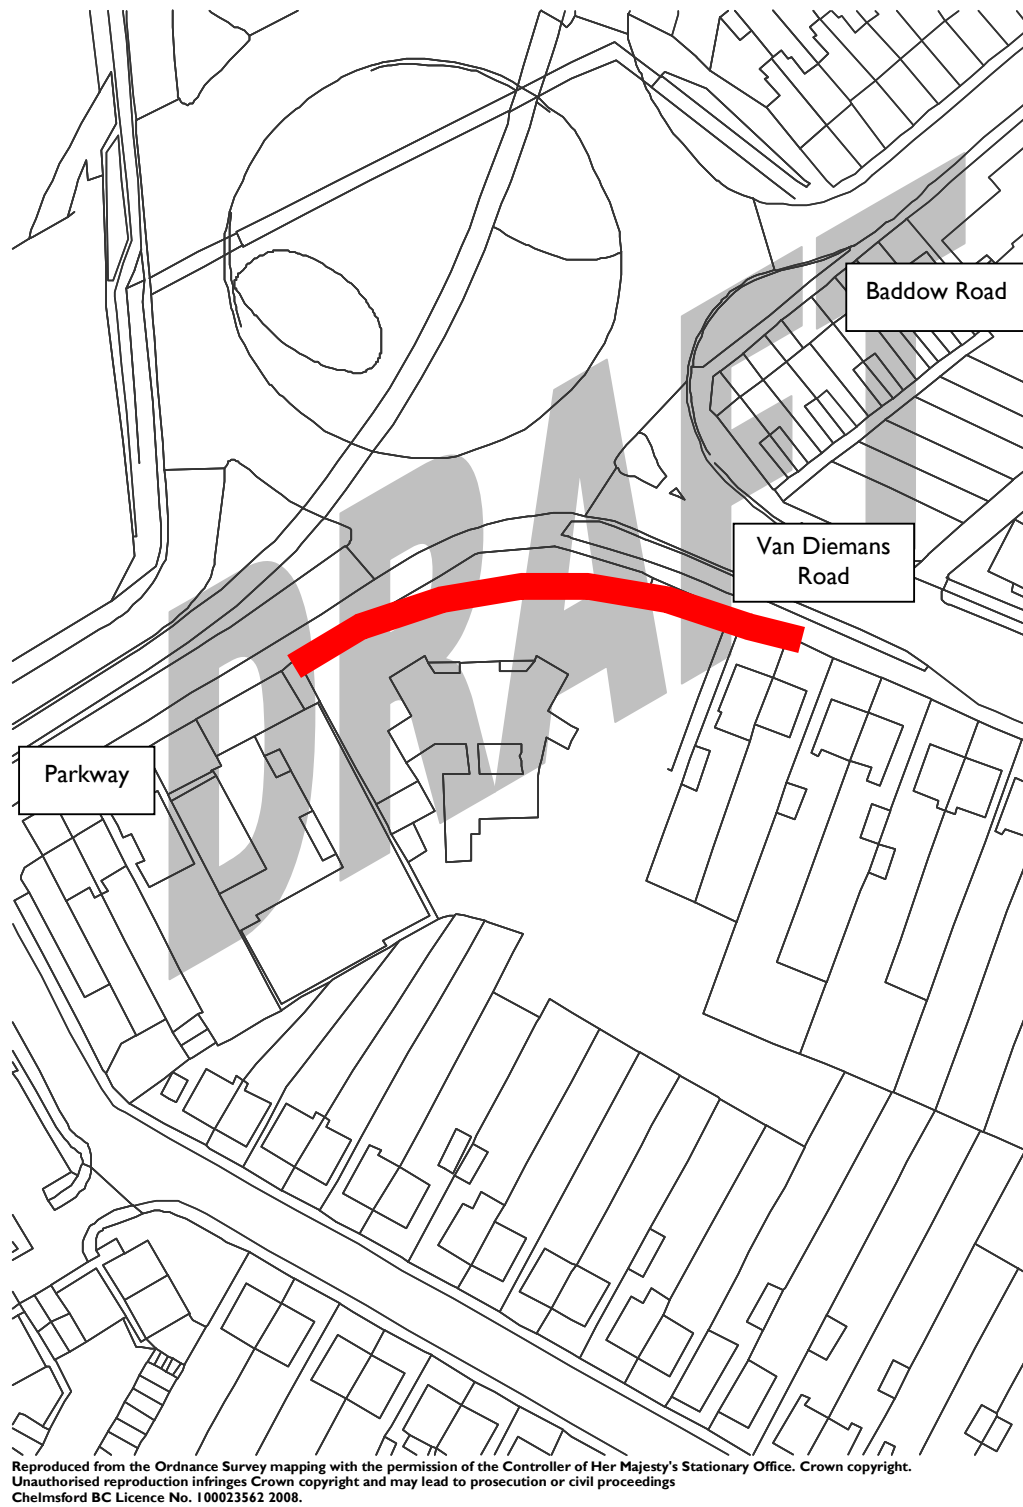 Baddow Road
DRAFT
Van Diemans
Road
Parkway
Reproduced from the Ordnance Survey mapping with the permission of the Controller of Her Majesty's Stationary Office. Crown copyright.
Unauthorised reproduction infringes Crown copyright and may lead to prosecution or civil proceedings
Chelmsford BC Licence No. 100023562 2008.